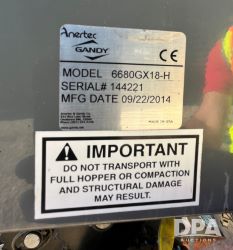 Anertec
GANDY
CE
MODEL 6680GX18-H
SERIAL# 144221
MFG DATE 09/22/2014
MADE IN USA
IMPORTANT
DO NOT TRANSPORT WITH
FULL HOPPER OR COMPACTION
AND STRUCTURAL DAMAGE
MAY RESULT.
DPA
AUCTIONS